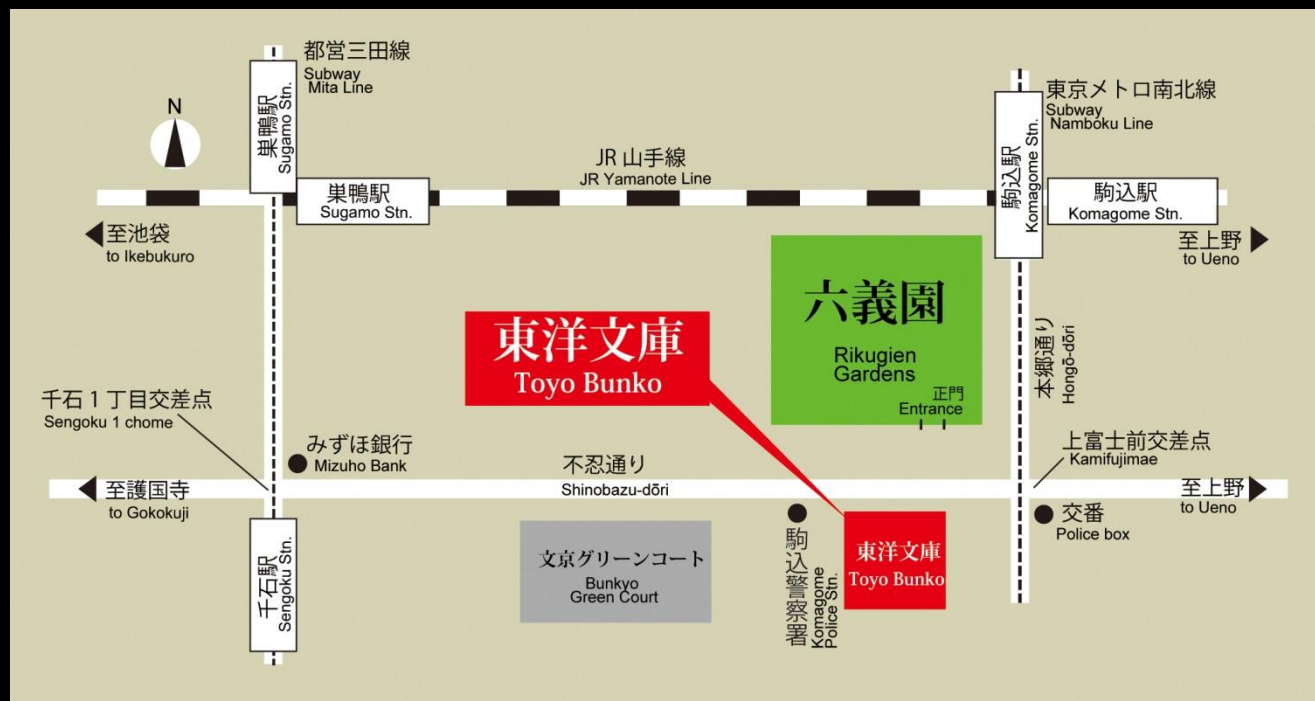 都営三田線
Subway
Mita Line
N
巣鴨駅
Sugamo Stn.
東京メトロ南北線
Subway
Namboku Line
駒込駅
Komagome Stn.
JR 山手線
JR Yamanote Line
巣鴨駅
Sugamo Stn.
駒込駅
Komagome Stn.
至池袋
to Ikebukuro
至上野
to Ueno
六義園
Rikugien
Gardens
正門
Entrance
東洋文庫
Toyo Bunko
本郷通り
Hongō-dōri
千石1丁目交差点
Sengoku 1 chome
みずほ銀行
Mizuho Bank
不忍通り
Shinobazu-dōri
上富士前交差点
Kamifujimae
至護国寺
to Gokokuji
至上野
to Ueno
千石駅
Sengoku Stn.
文京グリーンコート
Bunkyo
Green Court
駒込警察署
Komagome
Police Stn.
東洋文庫
Toyo Bunko
交番
Police box